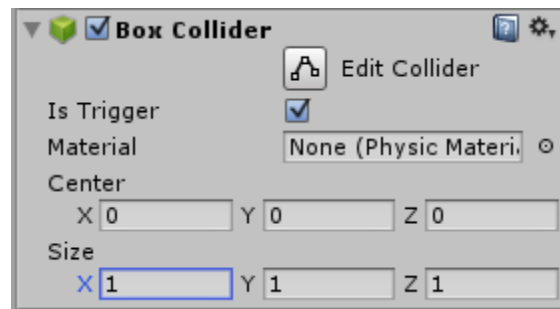 Box Collider
Edit Collider
Is Trigger
Material None (Physic Materi
Center
X 0 Y 0 Z 0
Size
X 1 Y 1 Z 1